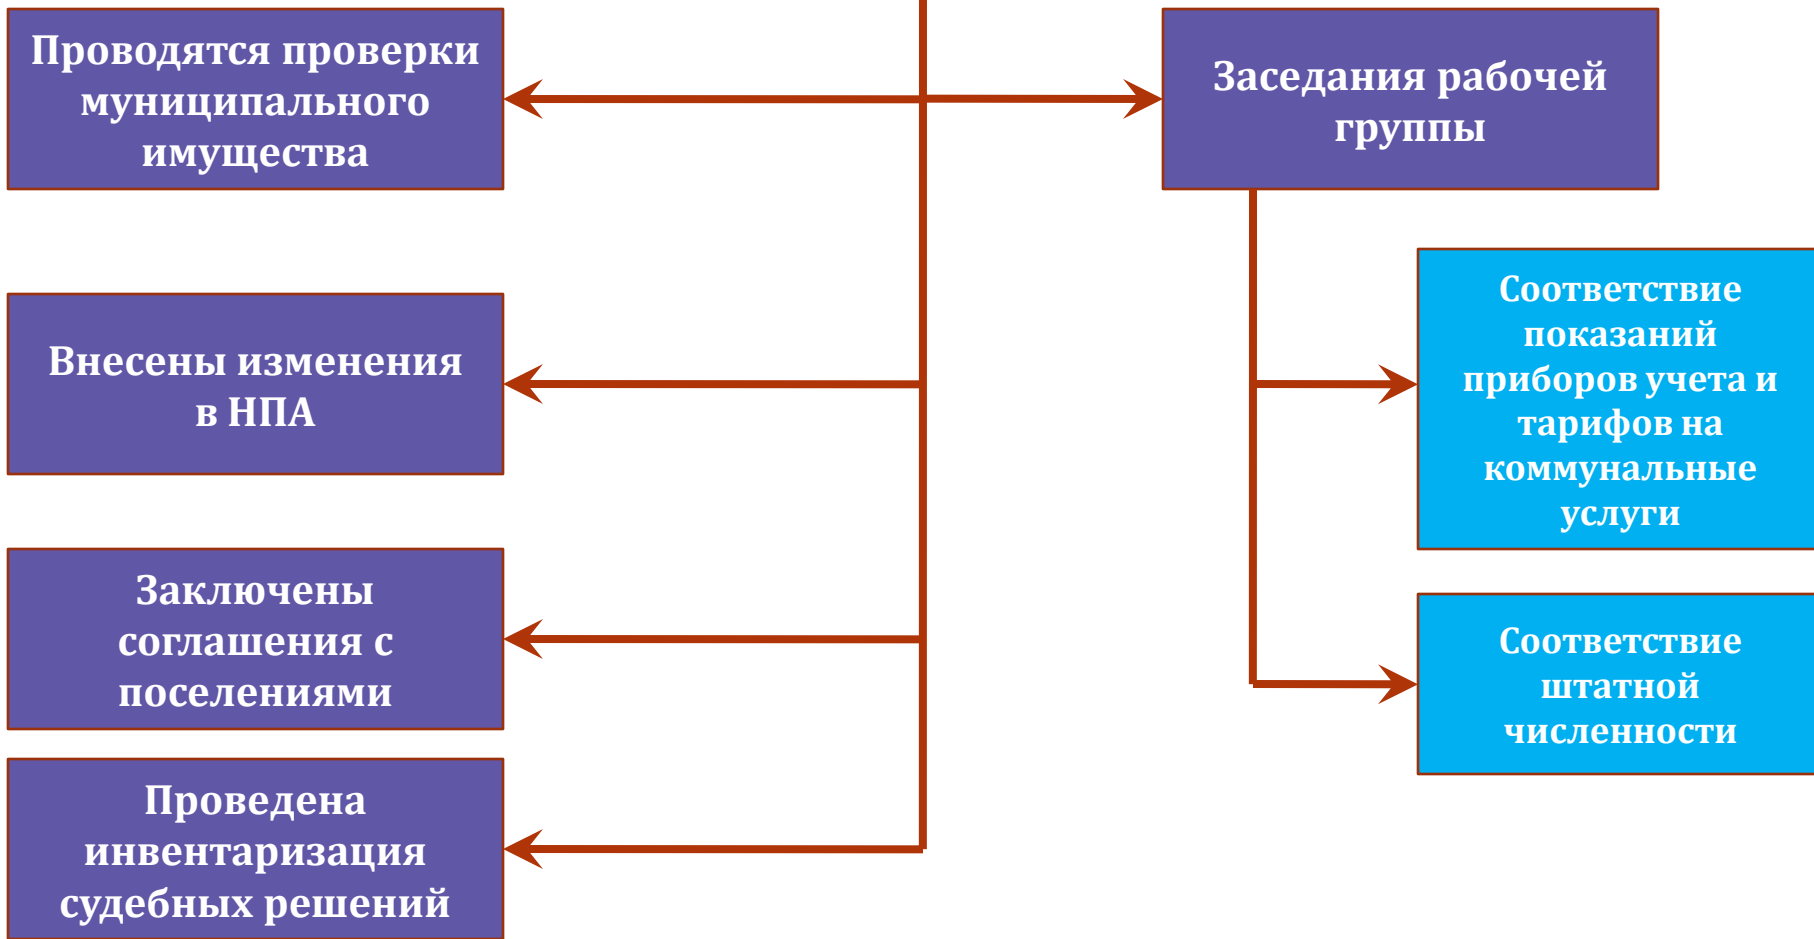 Проводятся проверки
муниципального
имущества
Заседания рабочей
группы
Внесены изменения
в НПА
Заключены
соглашения с
поселениями
Проведена
инвентаризация
судебных решений
Соответствие
показаний
приборов учета и
тарифов на
коммунальные
услуги
Соответствие
штатной
численности